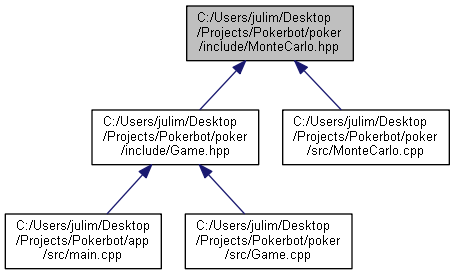 C:/Users/julim/Desktop
/Projects/Pokerbot/poker
/include/MonteCarlo.hpp
C:/Users/julim/Desktop
/Projects/Pokerbot/poker
/include/Game.hpp
C:/Users/julim/Desktop
/Projects/Pokerbot/poker
/src/MonteCarlo.cpp
C:/Users/julim/Desktop
/Projects/Pokerbot/app
/src/main.cpp
C:/Users/julim/Desktop
/Projects/Pokerbot/poker
/src/Game.cpp